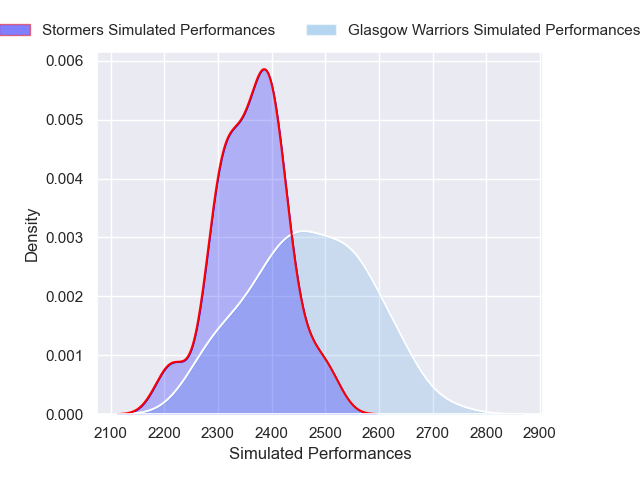 Stormers Simulated Performances
Glasgow Warriors Simulated Performances
0.006
0.005
0.004
0.003
0.002
0.001
0.000
Density
2100 2200 2300 2400 2500 2600 2700 2800 2900
Simulated Performances